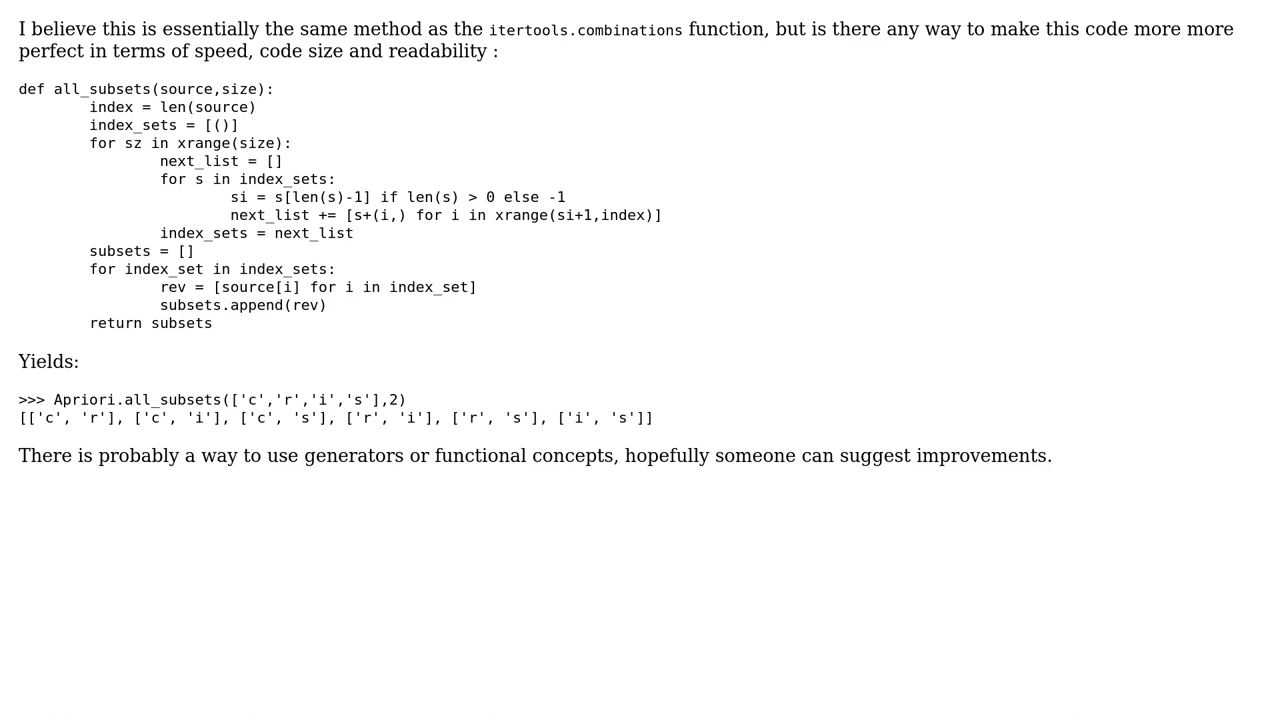 I believe this is essentially the same method as the itertools.combinations function, but is there any way to make this code more more
perfect in terms of speed, code size and readability :
def all_subsets(source,size):
        index = len(source)
        index_sets = [()]
        for sz in xrange(size):
                next_list = []
                for s in index_sets:
                        si = s[len(s)-1] if len(s) > 0 else -1
                        next_list += [s+(i,) for i in xrange(si+1,index)]
                index_sets = next_list
        subsets = []
        for index_set in index_sets:
                rev = [source[i] for i in index_set]
                subsets.append(rev)
        return subsets
Yields:
>>> Apriori.all_subsets(['c','r','i','s'],2)
[['c', 'r'], ['c', 'i'], ['c', 's'], ['r', 'i'], ['r', 's'], ['i', 's']]
There is probably a way to use generators or functional concepts, hopefully someone can suggest improvements.